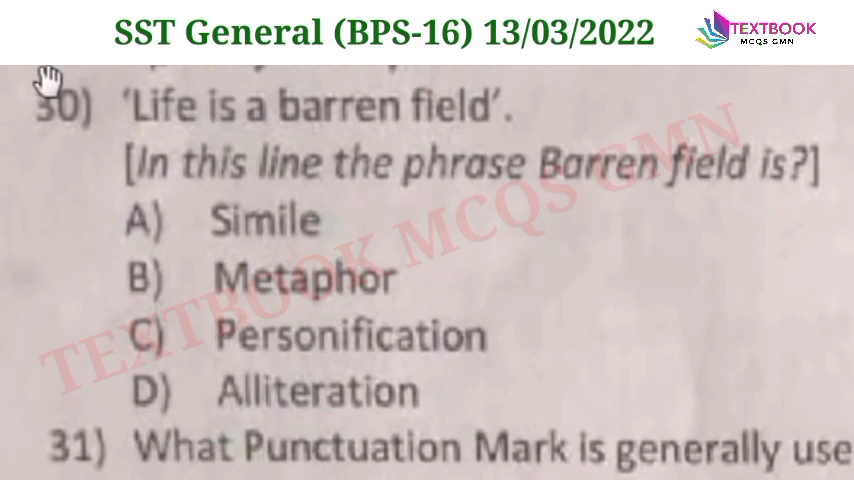 SST General (BPS-16) 13/03/2022
TEXTBOOK
MCQS GMN
30) 'Life is a barren field'.
[In this line the phrase Barren field is?]
A) Simile
B) Metaphor
C) Personification
D) Alliteration
31) What Punctuation Mark is generally use
TEXTBOOK MCQS GMN